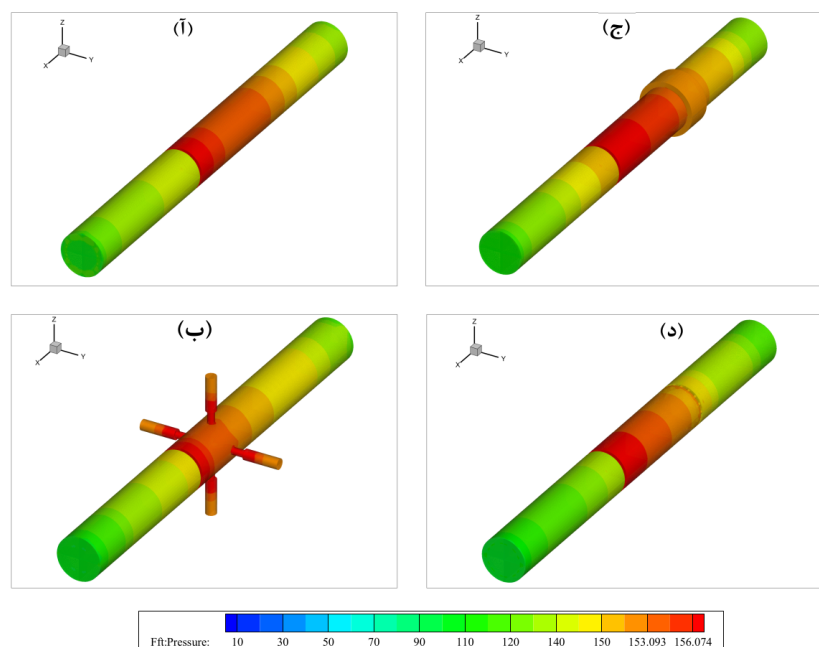 (آ)
Z
X
Y
(ج)
Z
X
Y
(ب)
Z
X
Y
(د)
Z
X
Y
Fft:Pressure: 10 30 50 70 90 110 120 140 150 153.093 156.074